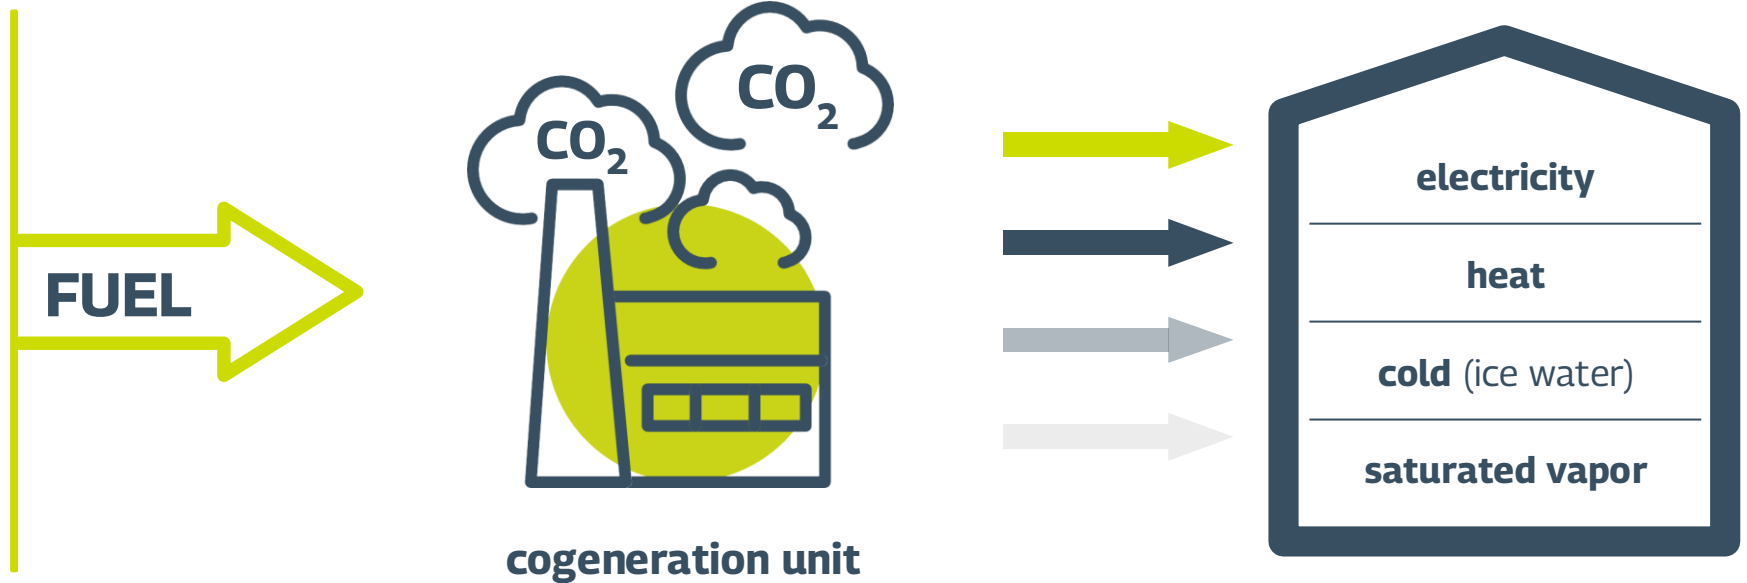 FUEL
CO₂
CO₂
cogeneration unit
electricity
heat
cold (ice water)
saturated vapor